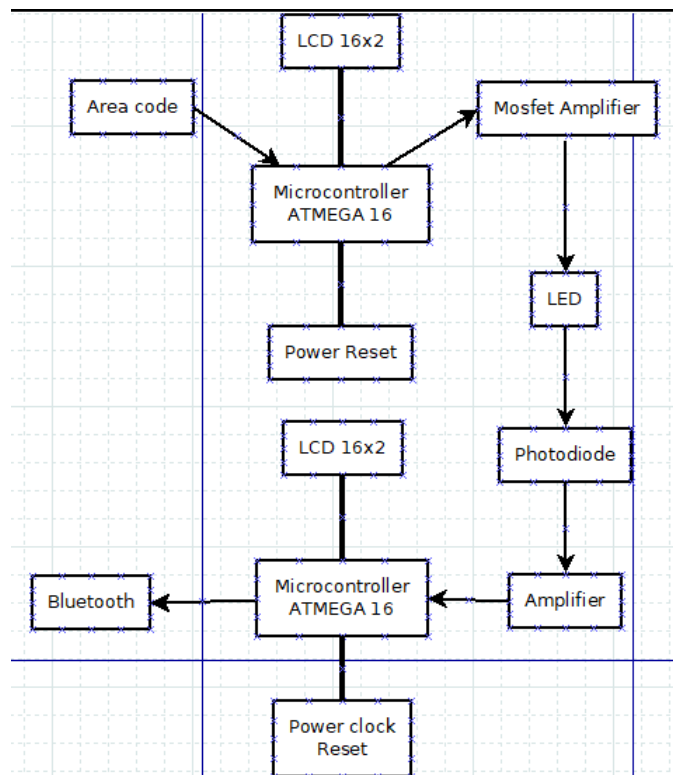 LCD 16x2
Area code
Mosfet Amplifier
Microcontroller
ATMEGA 16
LED
Power Reset
LCD 16x2
Photodiode
Microcontroller
ATMEGA 16
Bluetooth
Amplifier
Power clock
Reset